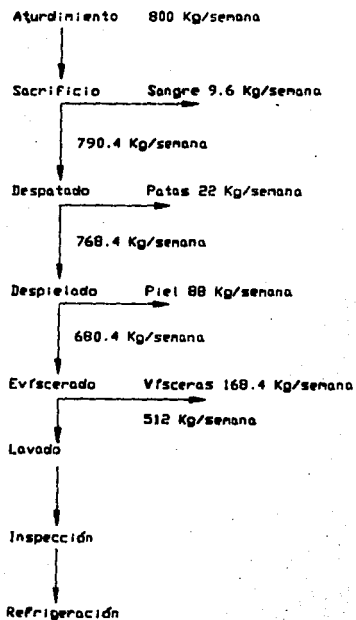 Aturdimiento 800 Kg/semana
Sacrificio Sangre 9.6 Kg/semana
790.4 Kg/semana
Despatado Patas 22 Kg/semana
768.4 Kg/semana
Despielado Piel 88 Kg/semana
680.4 Kg/semana
Evíscerado Vísceras 168.4 Kg/semana
512 Kg/semana
Lavado
Inspección
Refrigeración